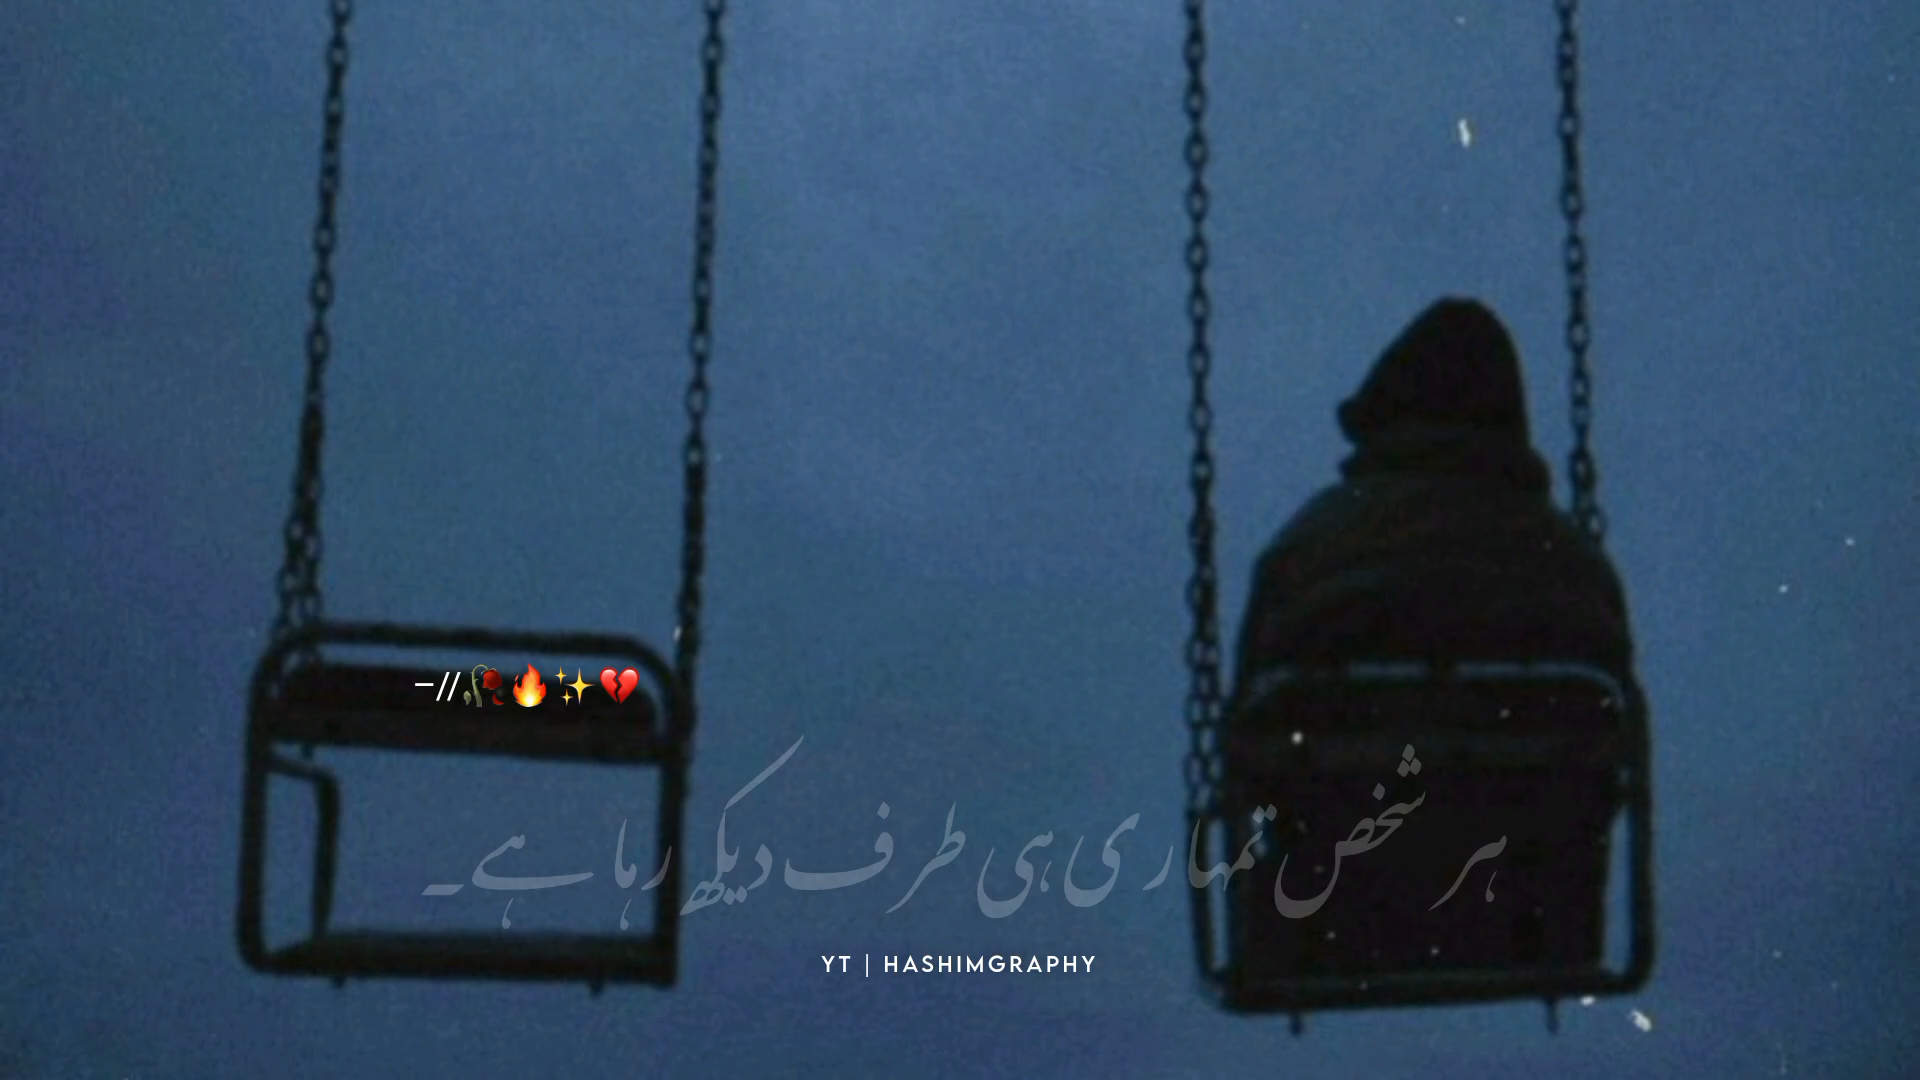 –//🥀🔥✨💔
ہر شخص تمہاری ہی طرف دیکھ رہا ہے۔
YT | HASHIMGRAPHY